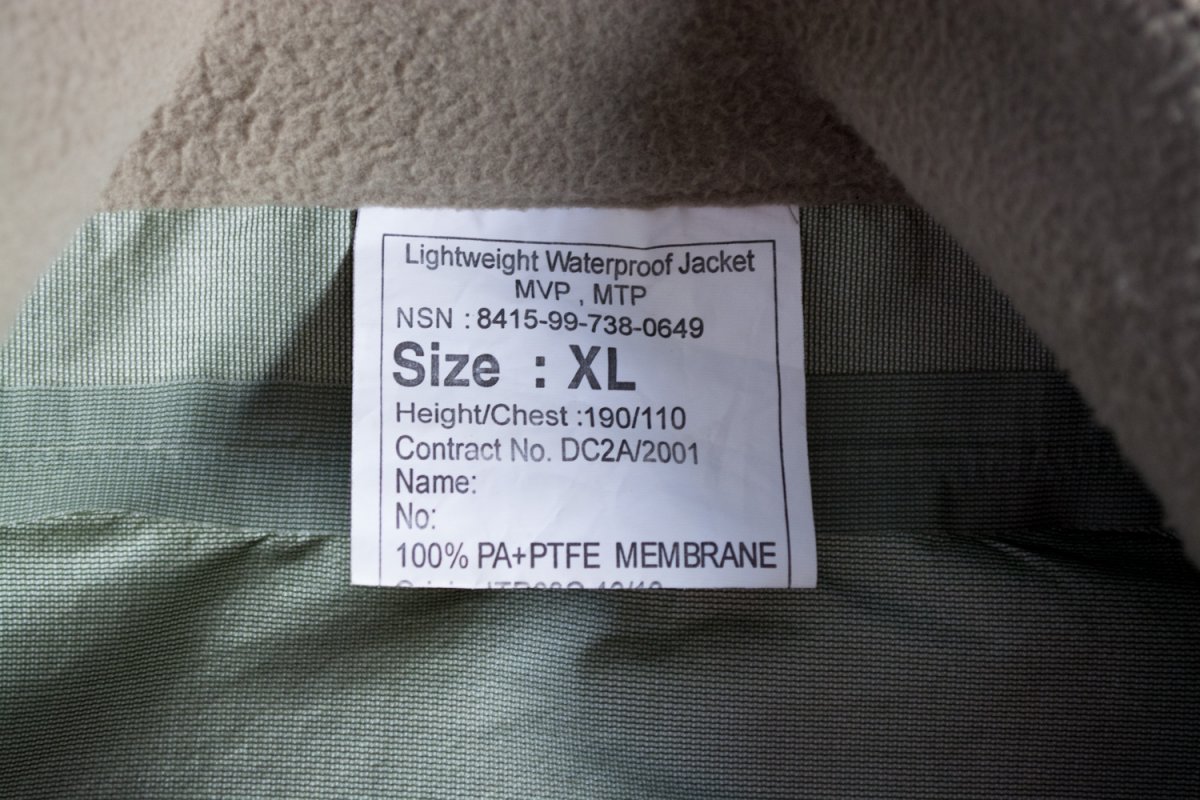 Lightweight Waterproof Jacket
MVP , MTP
NSN : 8415-99-738-0649
Size : XL
Height/Chest :190/110
Contract No. DC2A/2001
Name:
No:
100% PA+PTFE MEMBRANE